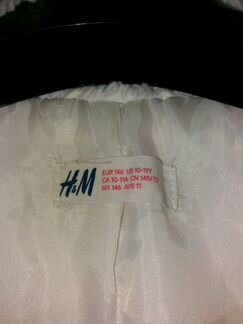 H&M
EUR 146 US 10-11Y
CA 10-11A CN 145/72
MX 146 AUS 11